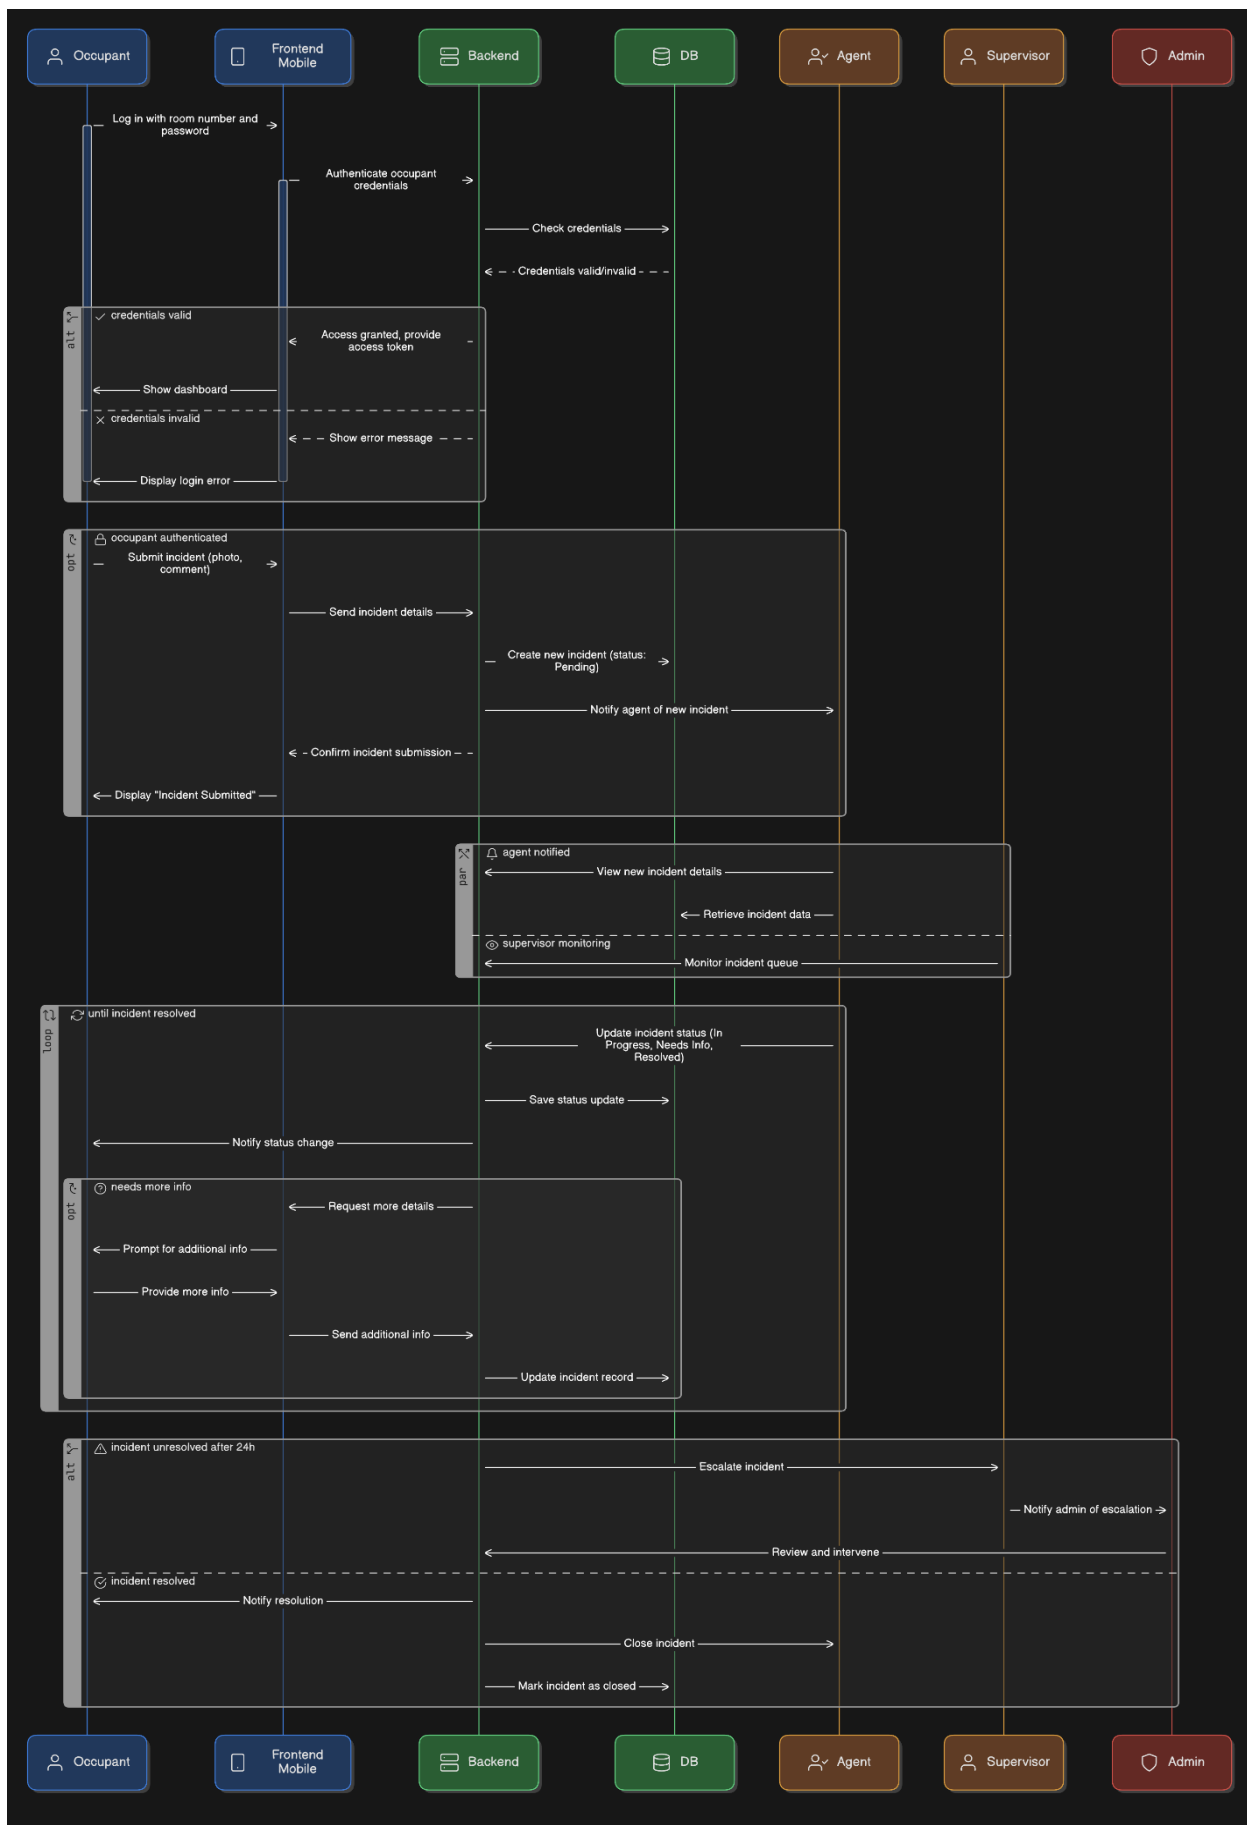 Occupant
Frontend
Mobile
Backend
DB
Agent
Supervisor
Admin
Log in with room number and
password
Authenticate occupant
credentials
Check credentials
Credentials valid/invalid
alt
credentials valid
Access granted, provide
access token
Show dashboard
credentials invalid
Show error message
Display login error
opt
occupant authenticated
Submit incident (photo,
comment)
Send incident details
Create new incident (status:
Pending)
Notify agent of new incident
Confirm incident submission
Display "Incident Submitted"
par
agent notified
View new incident details
Retrieve incident data
supervisor monitoring
Monitor incident queue
loop
until incident resolved
Update incident status (In
Progress, Needs Info,
Resolved)
Save status update
Notify status change
opt
needs more info
Request more details
Prompt for additional info
Provide more info
Send additional info
Update incident record
alt
incident unresolved after 24h
Escalate incident
Notify admin of escalation
Review and intervene
incident resolved
Notify resolution
Close incident
Mark incident as closed
Occupant
Frontend
Mobile
Backend
DB
Agent
Supervisor
Admin